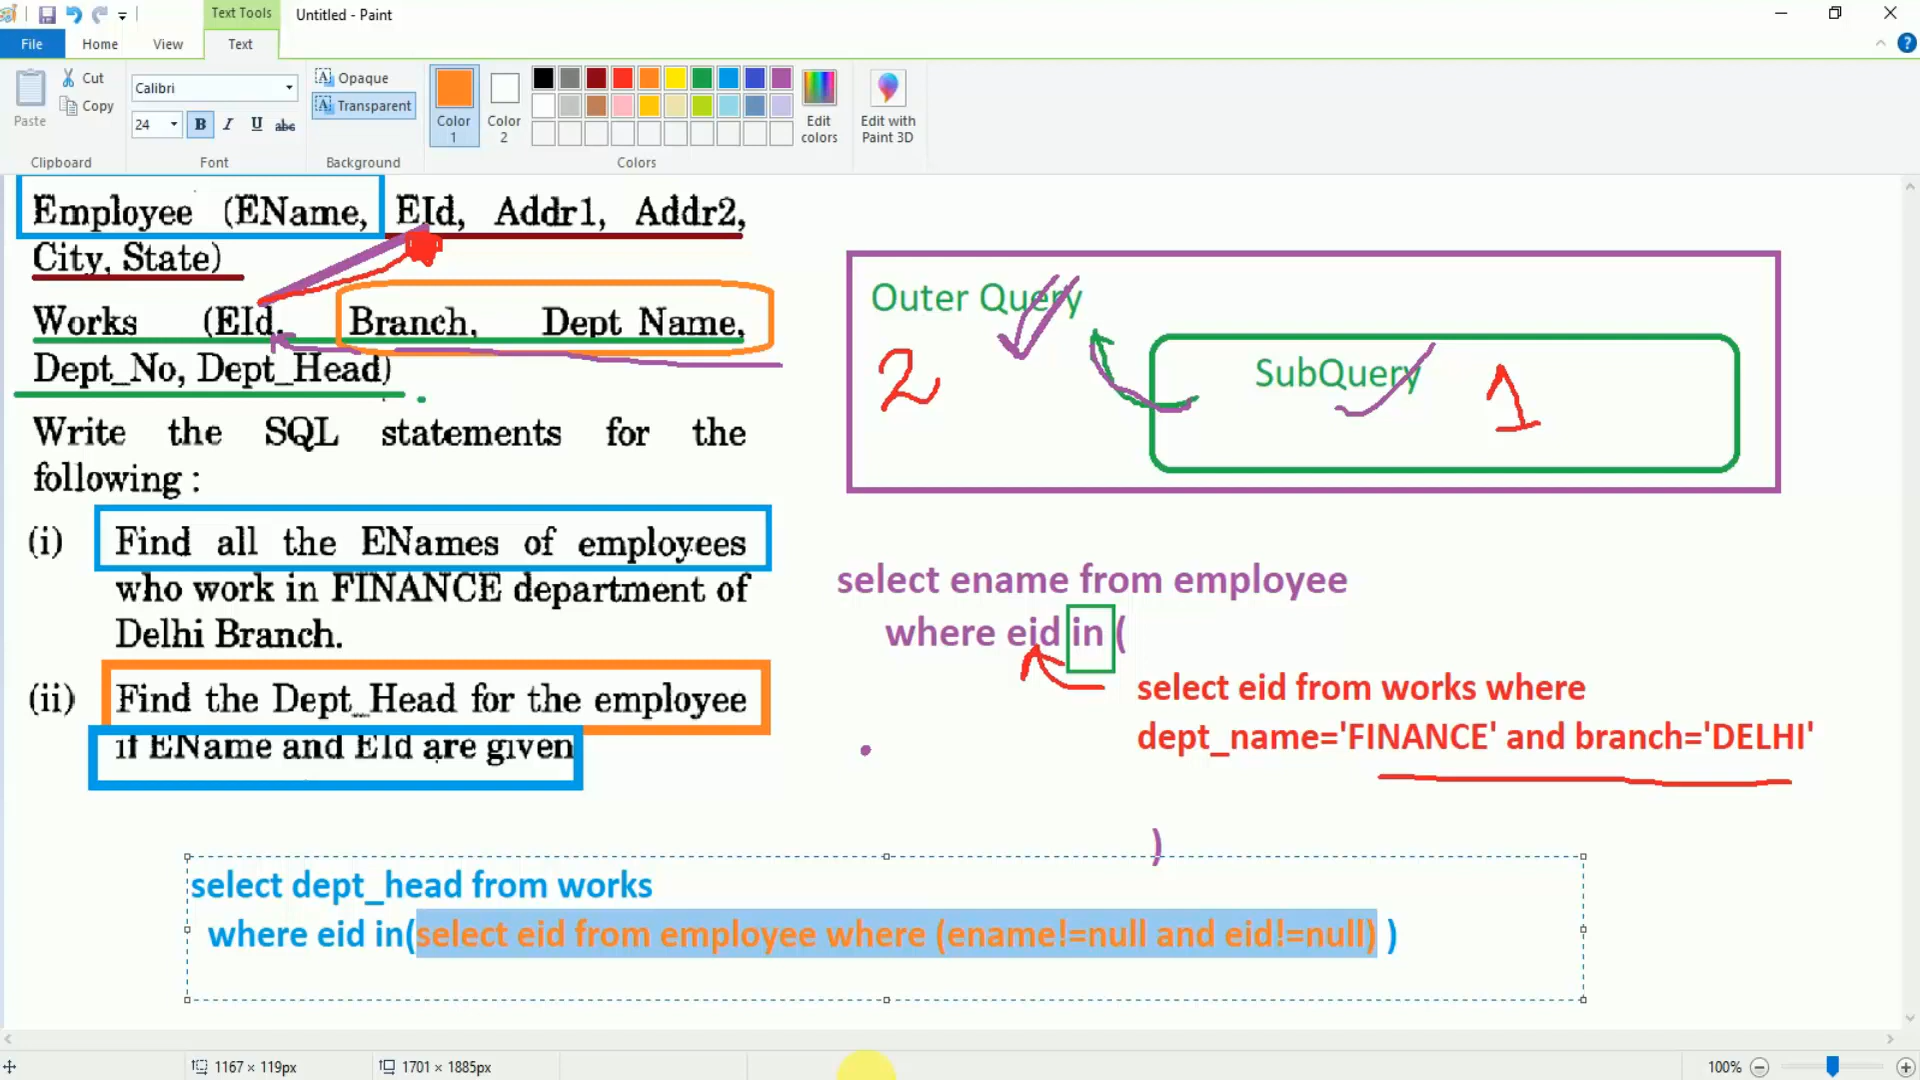 Text Tools
Untitled - Paint
File
Home
View
Text
Paste
Cut
Copy
Clipboard
Calibri
24
B
I
U
abc
Font
A Opaque
A Transparent
Background
Color
1
Color
2
Edit
colors
Colors
Edit with
Paint 3D
Employee (EName, EId, Addr1, Addr2,
City, State)
Works (EId, Branch, Dept_Name,
Dept_No, Dept_Head)
Write the SQL statements for the
following :
(i) Find all the ENames of employees
who work in FINANCE department of
Delhi Branch.
(ii) Find the Dept_Head for the employee
if EName and EId are given
Outer Query
2
SubQuery
1
select ename from employee
where eid in (
select eid from works where
dept_name='FINANCE' and branch='DELHI'
)
select dept_head from works
where eid in(select eid from employee where (ename!=null and eid!=null) )
1167 × 119px
1701 × 1885px
100%